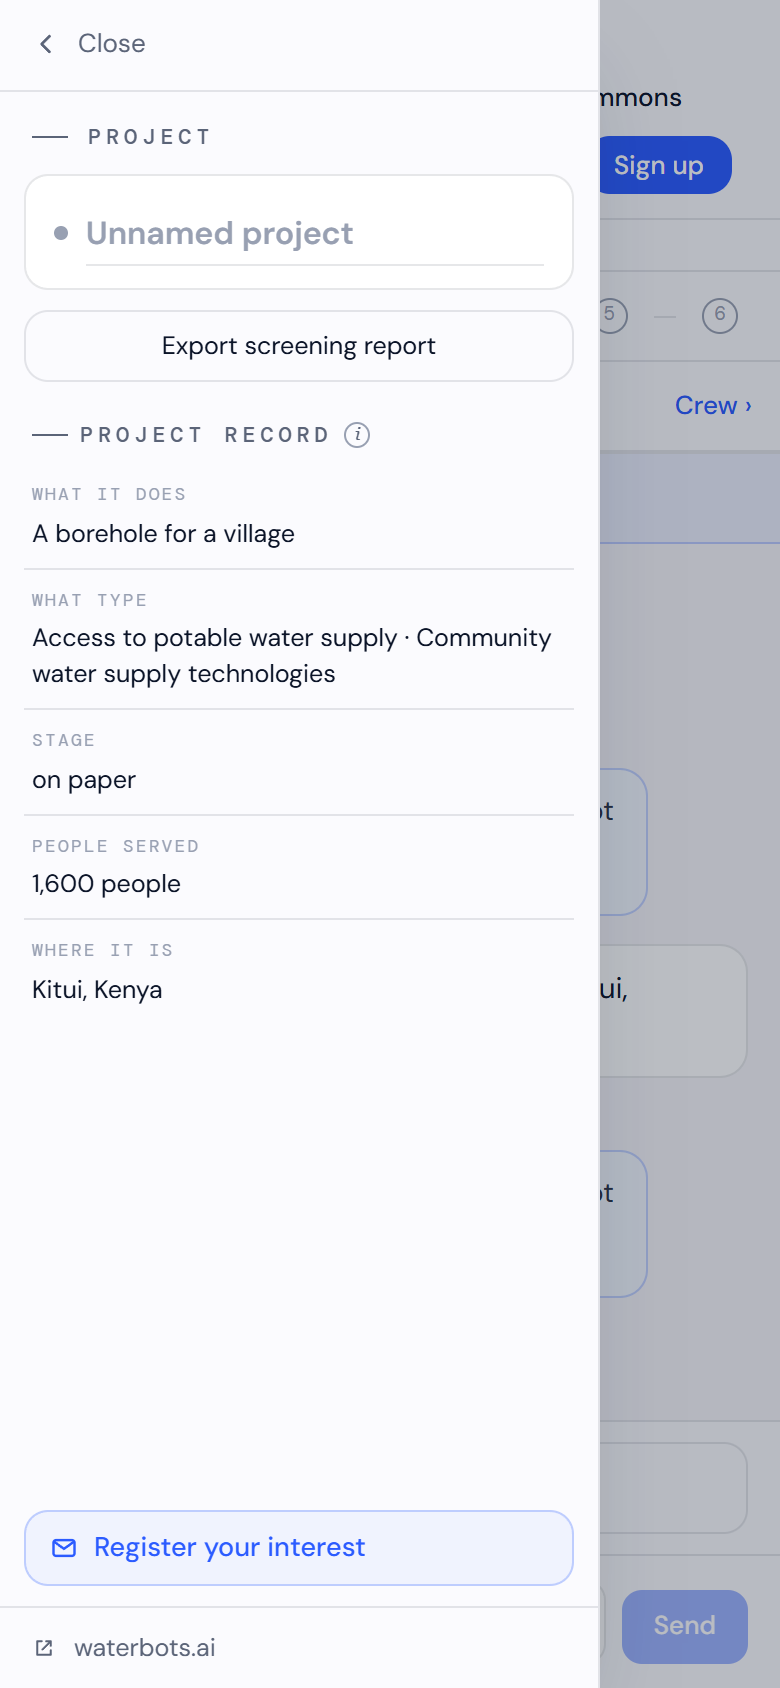 Close
PROJECT
Unnamed project
Export screening report
PROJECT RECORD i
WHAT IT DOES
A borehole for a village
WHAT TYPE
Access to potable water supply · Community
water supply technologies
STAGE
on paper
PEOPLE SERVED
1,600 people
WHERE IT IS
Kitui, Kenya
Register your interest
waterbots.ai
Sign up
5 — 6
Crew ›
Send